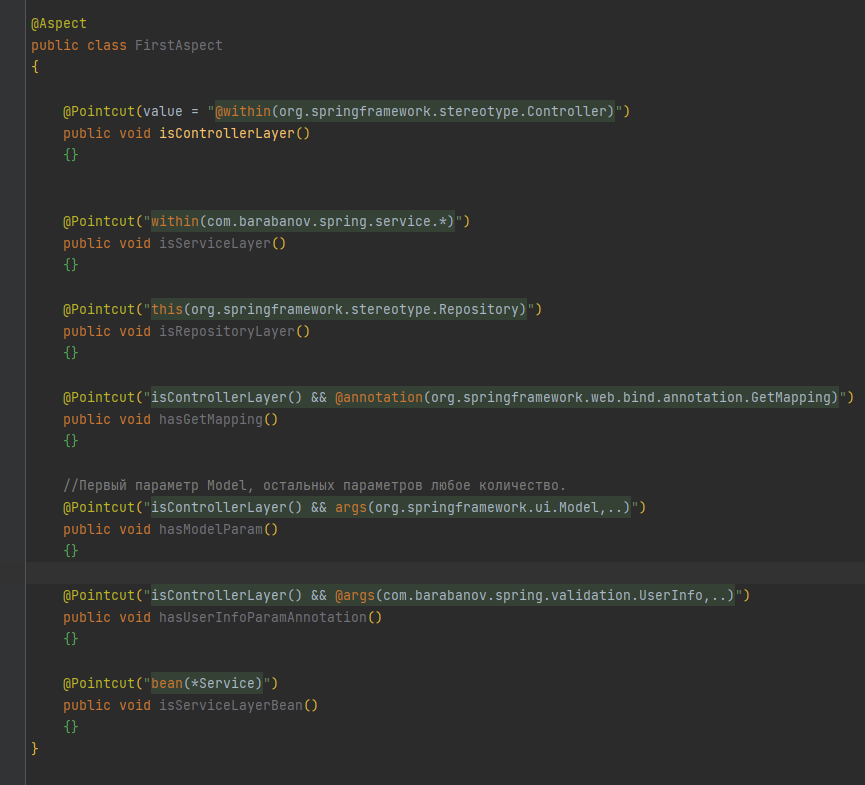 @Aspect
public class FirstAspect
{
@Pointcut(value = "@within(org.springframework.stereotype.Controller)")
public void isControllerLayer()
{}
@Pointcut("within(com.barabanov.spring.service.*)")
public void isServiceLayer()
{}
@Pointcut("this(org.springframework.stereotype.Repository)")
public void isRepositoryLayer()
{}
@Pointcut("isControllerLayer() && @annotation(org.springframework.web.bind.annotation.GetMapping)")
public void hasGetMapping()
{}
//Первый параметр Model, остальных параметров любое количество.
@Pointcut("isControllerLayer() && args(org.springframework.ui.Model,..)")
public void hasModelParam()
{}
@Pointcut("isControllerLayer() && @args(com.barabanov.spring.validation.UserInfo,..)")
public void hasUserInfoParamAnnotation()
{}
@Pointcut("bean(*Service)")
public void isServiceLayerBean()
{}
}